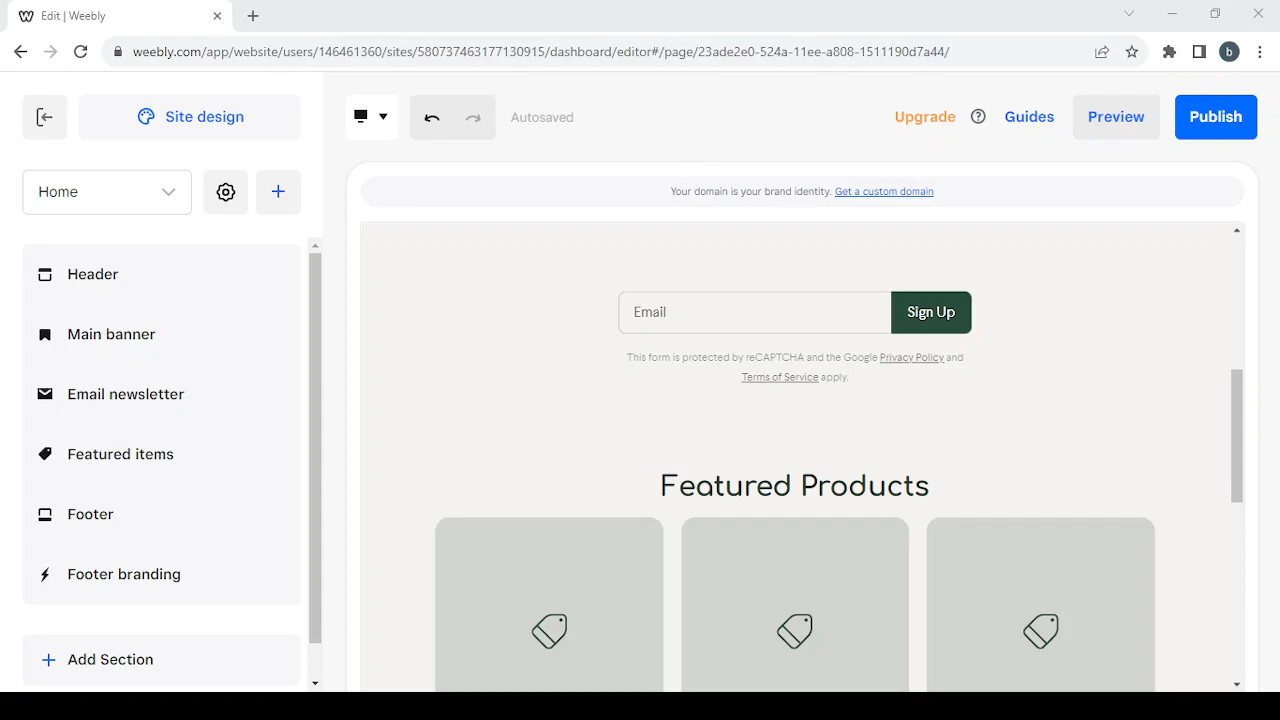 Edit | Weebly
weebly.com/app/website/users/146461360/sites/580737463177130915/dashboard/editor#/page/23ade2e0-524a-11ee-a808-1511190d7a44/
b
Site design
Autosaved
Upgrade
Guides
Preview
Publish
Home
Your domain is your brand identity. Get a custom domain
Header
Main banner
Email newsletter
Featured items
Footer
Footer branding
Add Section
Email
Sign Up
This form is protected by reCAPTCHA and the Google Privacy Policy and
Terms of Service apply.
Featured Products